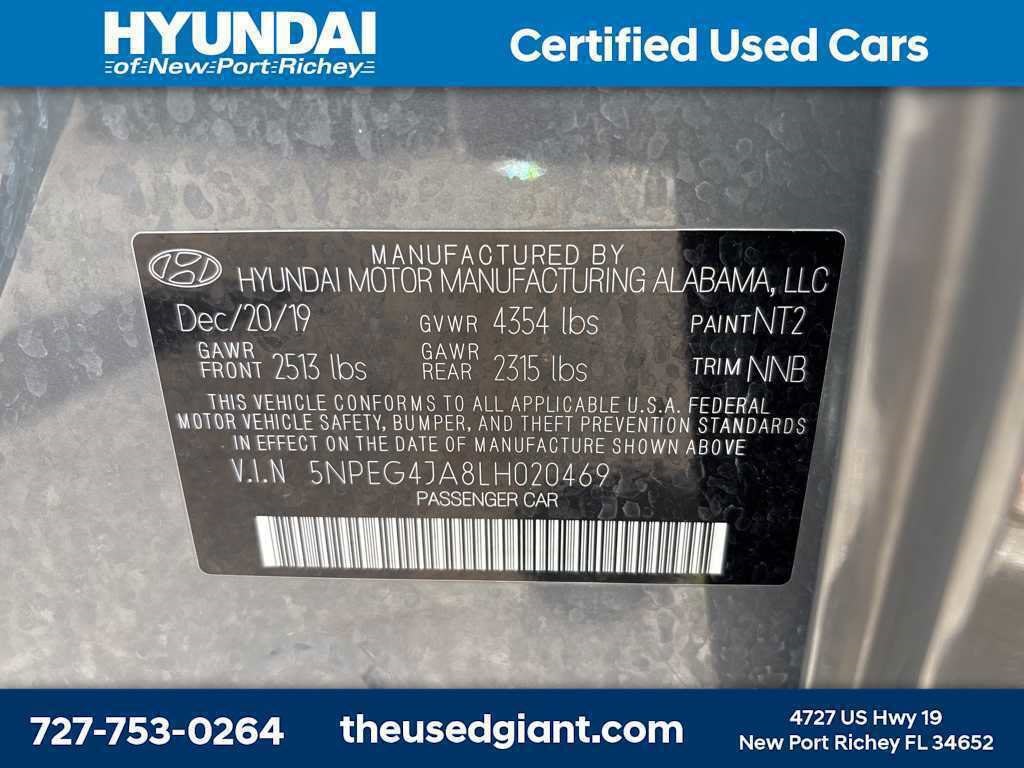 HYUNDAI
of New Port Richey
Certified Used Cars
MANUFACTURED BY
HYUNDAI MOTOR MANUFACTURING ALABAMA, LLC
Dec/20/19 GVWR 4354 lbs PAINT NT2
GAWR FRONT 2513 lbs GAWR REAR 2315 lbs TRIM NNB
THIS VEHICLE CONFORMS TO ALL APPLICABLE U.S.A. FEDERAL
MOTOR VEHICLE SAFETY, BUMPER, AND THEFT PREVENTION STANDARDS
IN EFFECT ON THE DATE OF MANUFACTURE SHOWN ABOVE
V.I.N 5NPEG4JA8LH020469
PASSENGER CAR
727-753-0264
theusedgiant.com
4727 US Hwy 19
New Port Richey FL 34652